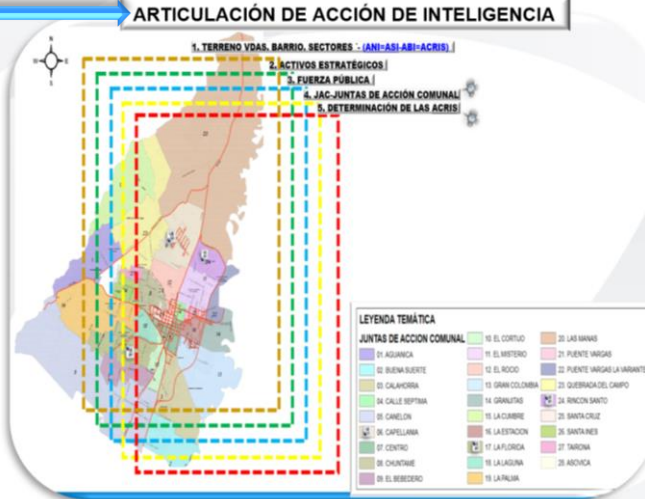 ARTICULACIÓN DE ACCIÓN DE INTELIGENCIA
1. TERRENO VDAS. BARRIO. SECTORES - (ANI=ASI-ABI=ACRIS)
2. ACTIVOS ESTRATÉGICOS
3. FUERZA PÚBLICA
4. JAC-JUNTAS DE ACCIÓN COMUNAL
5. DETERMINACIÓN DE LAS ACRIS
LEYENDA TEMÁTICA
JUNTAS DE ACCION COMUNAL
01. AGUANICA
02. BUENA SUERTE
03. CALAHORRA
04. CALLE SEPTIMA
05. CANELON
06. CAPELLANIA
07. CENTRO
08. CHUNTAME
09. EL BEBEDERO
10. EL CORTIJO
11. EL MISTERIO
12. EL ROCIO
13. GRAN COLOMBIA
14. GRANJITAS
15. LA CUMBRE
16. LA ESTACION
17. LA FLORIDA
18. LA LAGUNA
19. LA PALMA
20. LAS MANAS
21. PUENTE VARGAS
22. PUENTE VARGAS LA VARIANTE
23. QUEBRADA DEL CAMPO
24. RINCON SANTO
25. SANTA CRUZ
26. SANTA INES
27. TAIRONA
28. ASOVICA